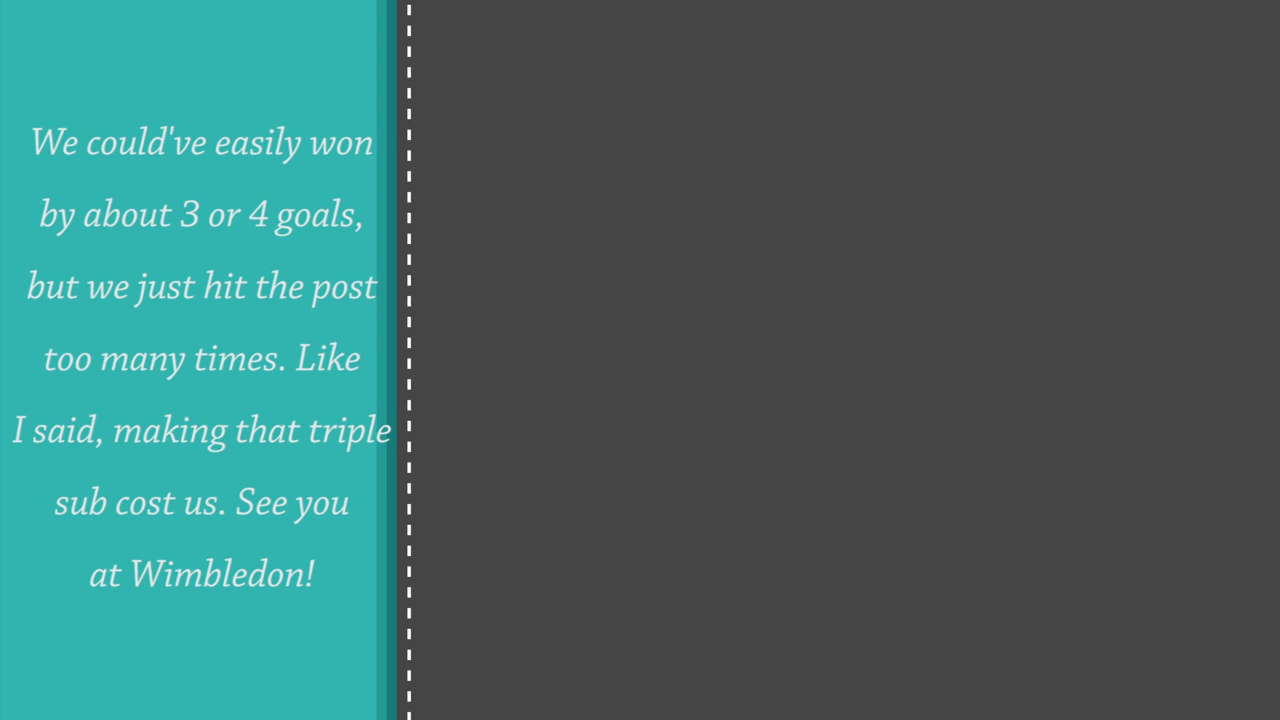 We could've easily won
by about 3 or 4 goals,
but we just hit the post
too many times. Like
I said, making that triple
sub cost us. See you
at Wimbledon!